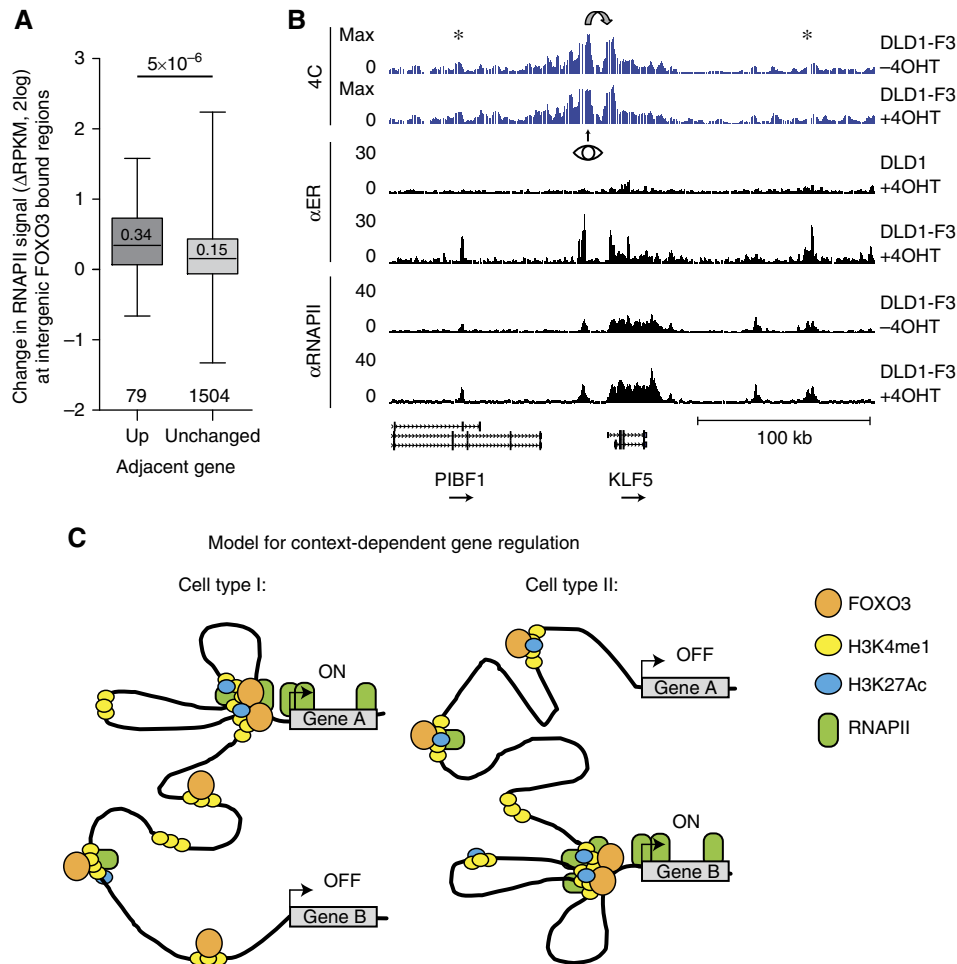 A
Change in RNAPII signal (ΔRPKM, 2log)
at intergenic FOXO3 bound regions
3
2
1
0
−1
−2
5×10⁻⁶
0.34
0.15
79
1504
Up
Unchanged
Adjacent gene
B
4C
αER
αRNAPII
Max
0
*
*
DLD1-F3
−4OHT
Max
0
DLD1-F3
+4OHT
30
0
DLD1
+4OHT
30
0
DLD1-F3
+4OHT
40
0
DLD1-F3
−4OHT
40
0
DLD1-F3
+4OHT
100 kb
PIBF1
KLF5
C
Model for context-dependent gene regulation
Cell type I:
Cell type II:
ON
Gene A
OFF
Gene B
OFF
Gene A
ON
Gene B
FOXO3
H3K4me1
H3K27Ac
RNAPII